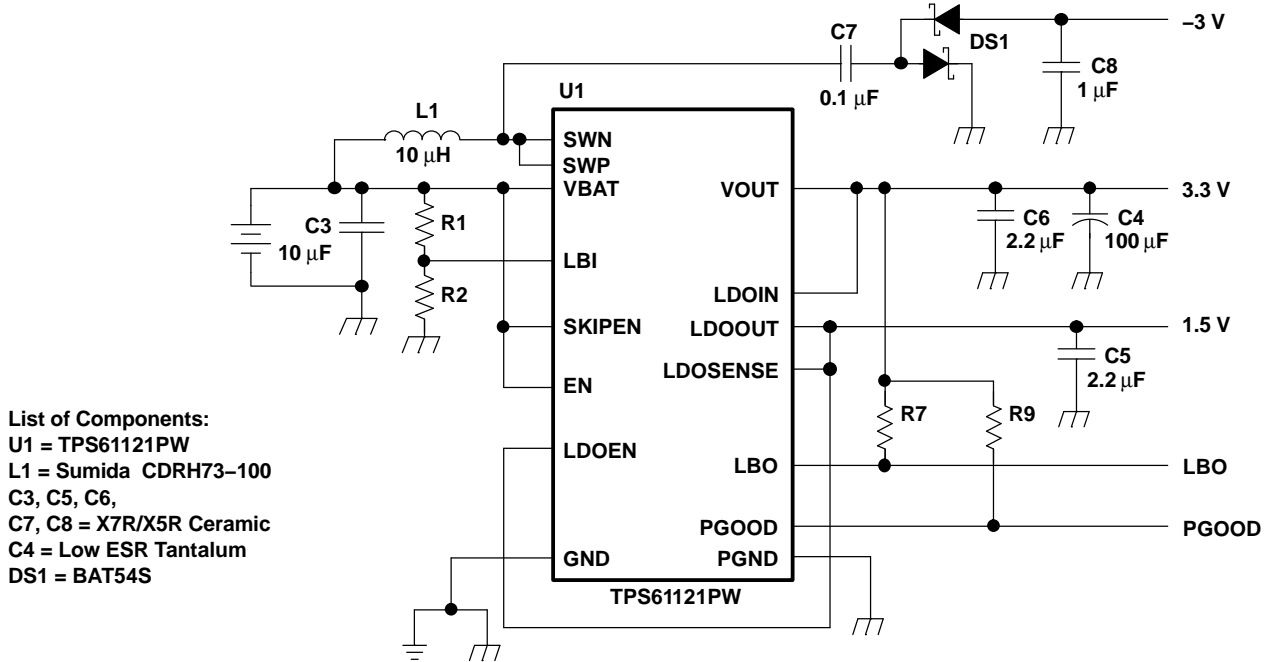 C7
0.1 μF
DS1
C8
1 μF
−3 V
U1
L1
10 μH
SWN
SWP
VBAT
VOUT
3.3 V
C3
10 μF
R1
C6
2.2 μF
C4
100 μF
LBI
R2
LDOIN
SKIPEN
LDOOUT
1.5 V
LDOSENSE
C5
2.2 μF
EN
R7
R9
LDOEN
LBO
LBO
PGOOD
PGOOD
GND
PGND
TPS61121PW
List of Components:
U1 = TPS61121PW
L1 = Sumida CDRH73–100
C3, C5, C6,
C7, C8 = X7R/X5R Ceramic
C4 = Low ESR Tantalum
DS1 = BAT54S